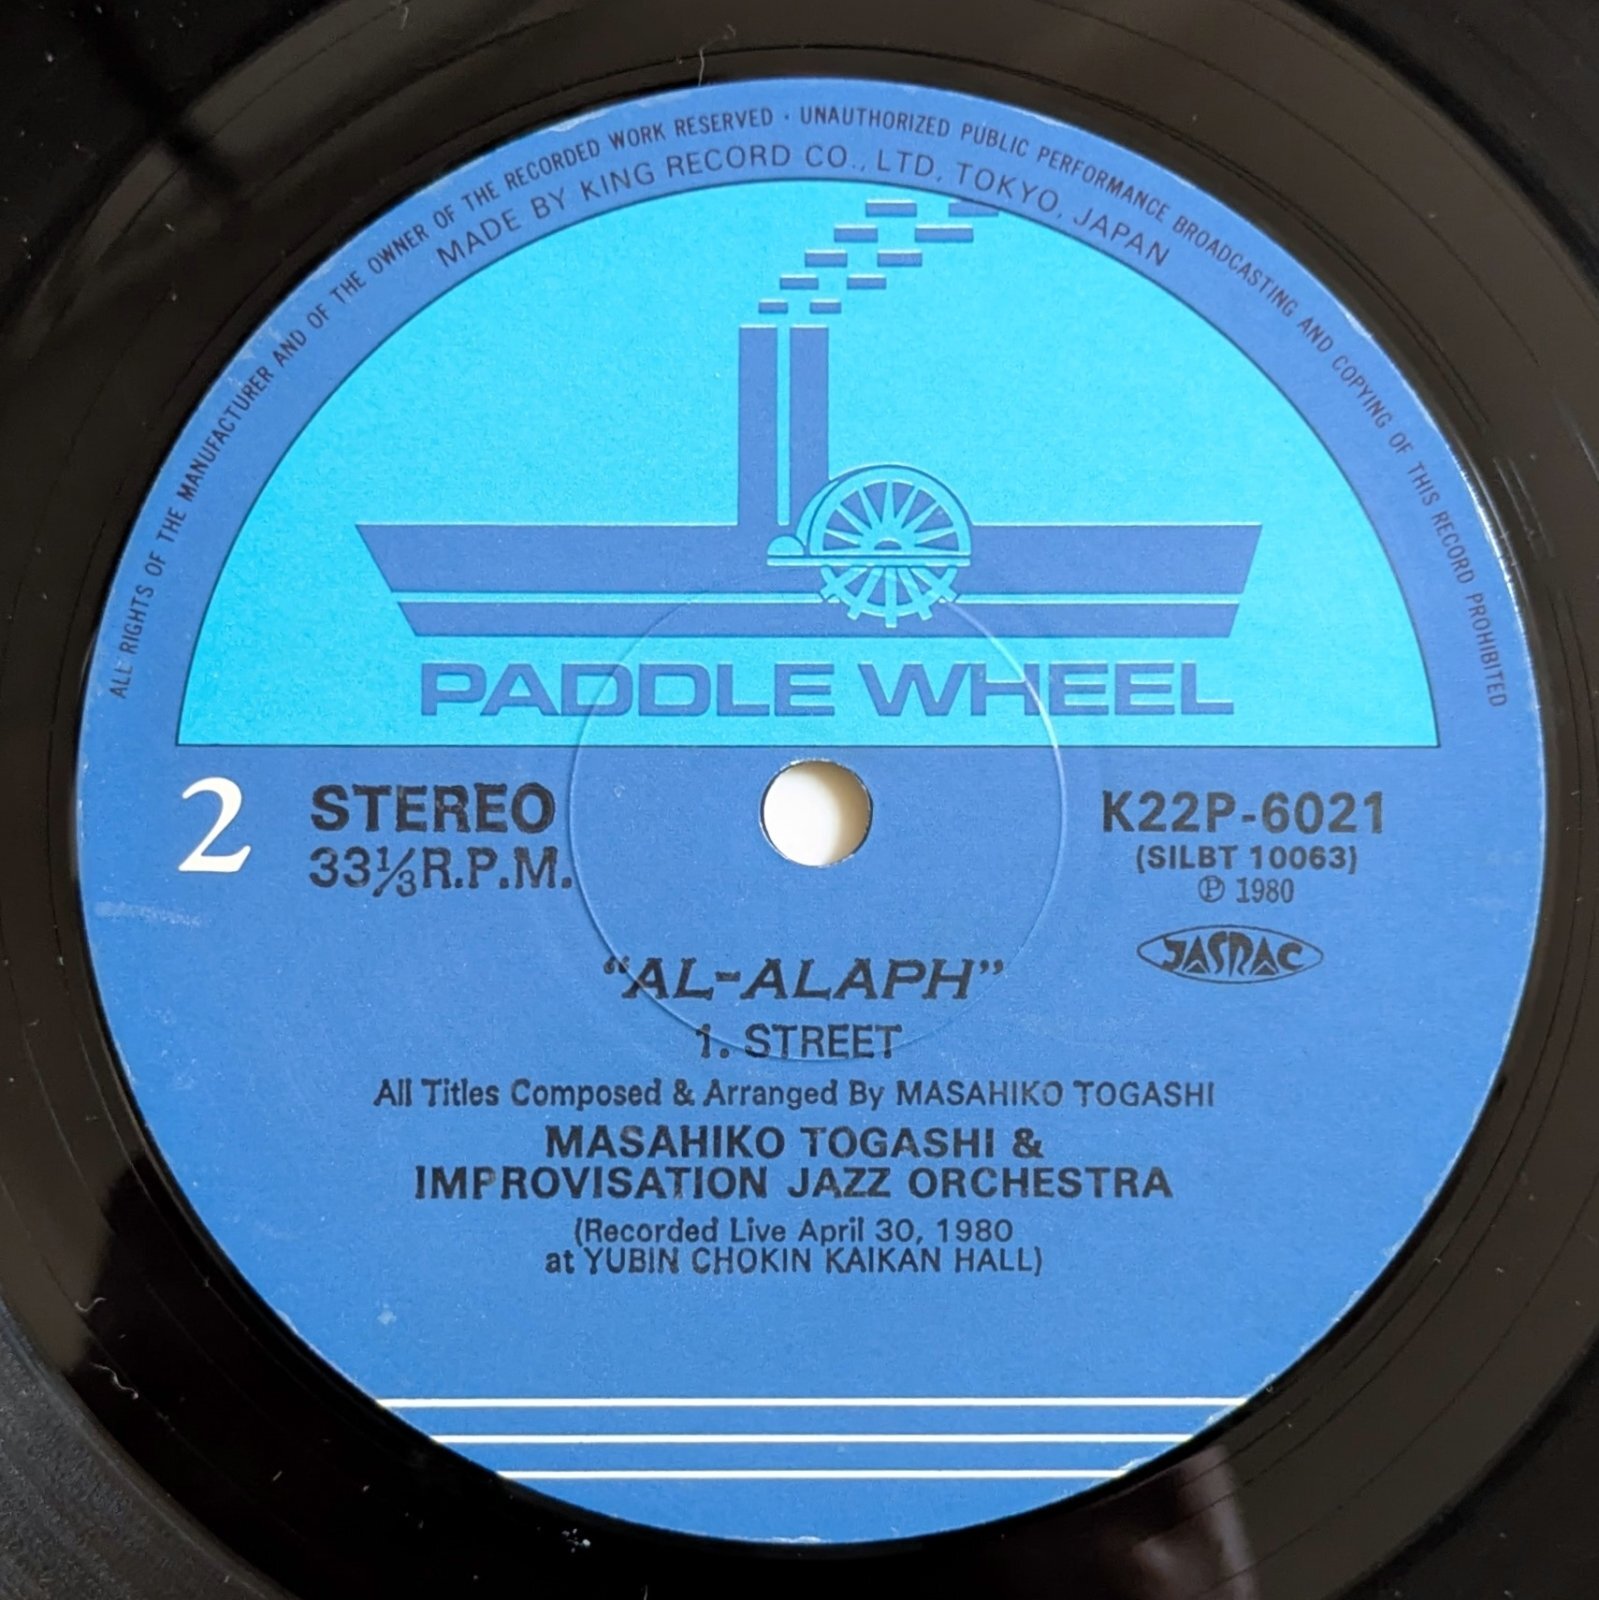 ALL RIGHTS OF THE MANUFACTURER AND OF THE OWNER OF THE RECORDED WORK RESERVED · UNAUTHORIZED PUBLIC PERFORMANCE BROADCASTING AND COPYING OF THIS RECORD PROHIBITED
MADE BY KING RECORD CO., LTD. TOKYO, JAPAN
PADDLE WHEEL
2 STEREO
33⅓R.P.M.
K22P-6021
(SILBT 10063)
Ⓟ 1980
JASRAC
“AL-ALAPH”
1. STREET
All Titles Composed & Arranged By MASAHIKO TOGASHI
MASAHIKO TOGASHI &
IMPROVISATION JAZZ ORCHESTRA
(Recorded Live April 30, 1980
at YUBIN CHOKIN KAIKAN HALL)